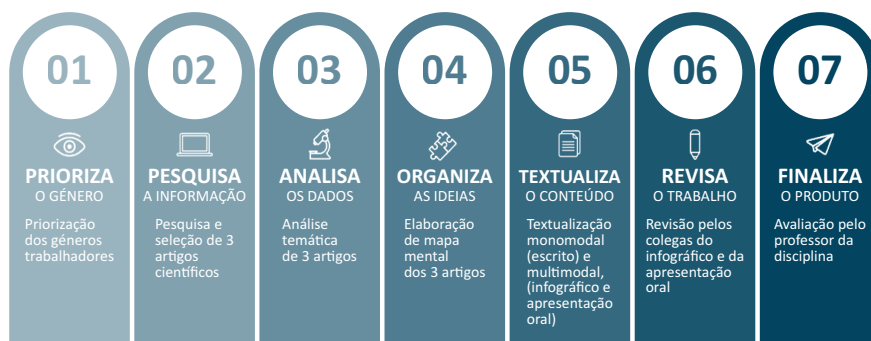 01
PRIORIZA
O GÉNERO
Priorização
dos géneros
trabalhadores
02
PESQUISA
A INFORMAÇÃO
Pesquisa e
seleção de 3
artigos
científicos
03
ANALISA
OS DADOS
Análise
temática
de 3 artigos
04
ORGANIZA
AS IDEIAS
Elaboração
de mapa
mental
dos 3 artigos
05
TEXTUALIZA
O CONTEÚDO
Textualização
monomodal
(escrito) e
multimodal,
(infográfico e
apresentação
oral)
06
REVISA
O TRABALHO
Revisão pelos
colegas do
infográfico e da
apresentação
oral
07
FINALIZA
O PRODUTO
Avaliação pelo
professor da
disciplina